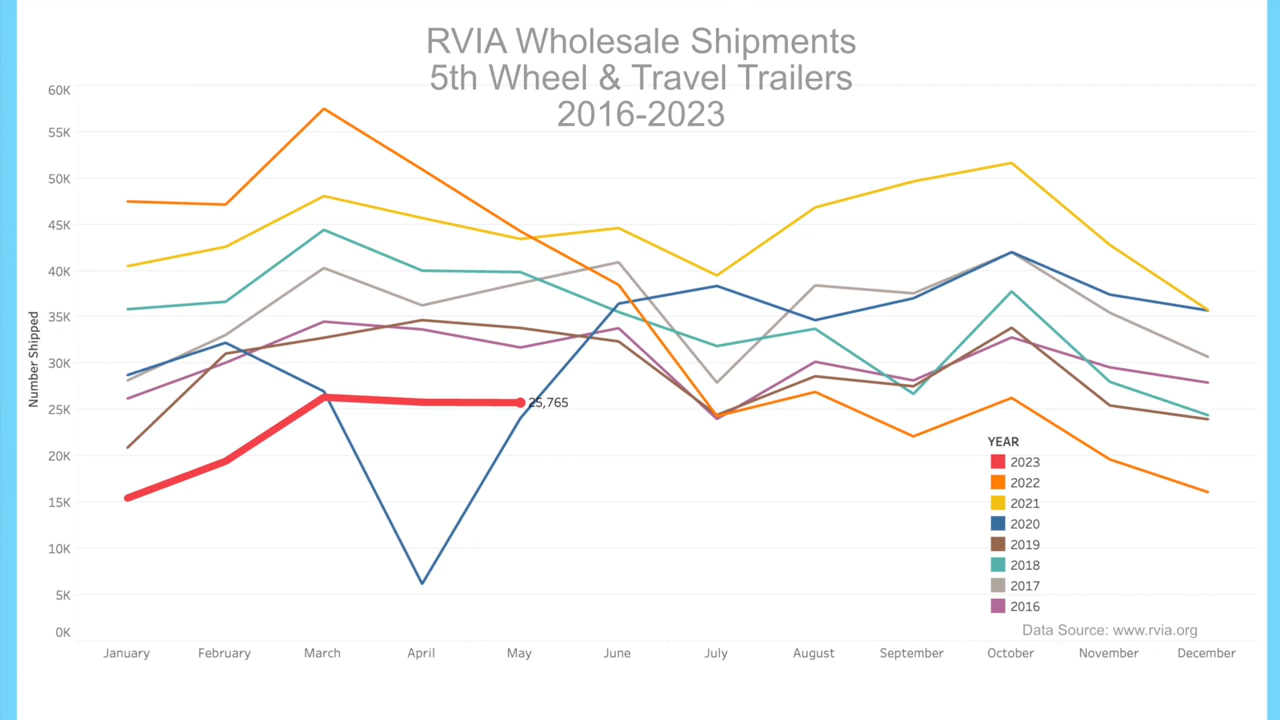 RVIA Wholesale Shipments
5th Wheel & Travel Trailers
2016-2023
60K
55K
50K
45K
40K
35K
30K
25K
20K
15K
10K
5K
0K
Number Shipped
25,765
YEAR
2023
2022
2021
2020
2019
2018
2017
2016
Data Source: www.rvia.org
January February March April May June July August September October November December